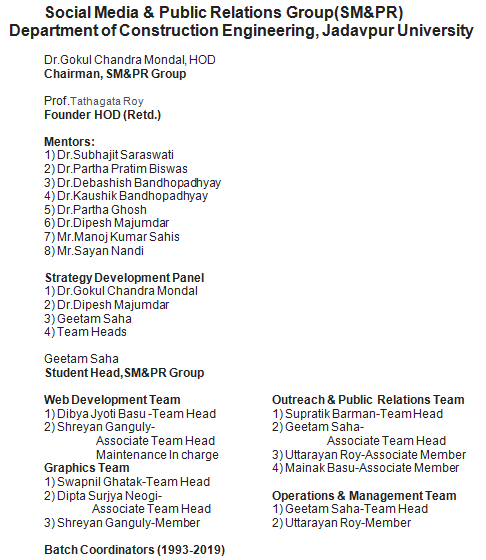 Social Media & Public Relations Group(SM&PR)
Department of Construction Engineering, Jadavpur University
Dr.Gokul Chandra Mondal, HOD
Chairman, SM&PR Group
Prof.Tathagata Roy
Founder HOD (Retd.)
Mentors:
1) Dr.Subhajit Saraswati
2) Dr.Partha Pratim Biswas
3) Dr.Debashish Bandhopadhyay
4) Dr.Kaushik Bandhopadhyay
5) Dr.Partha Ghosh
6) Dr.Dipesh Majumdar
7) Mr.Manoj Kumar Sahis
8) Mr.Sayan Nandi
Strategy Development Panel
1) Dr.Gokul Chandra Mondal
2) Dr.Dipesh Majumdar
3) Geetam Saha
4) Team Heads
Geetam Saha
Student Head,SM&PR Group
Web Development Team
1) Dibya Jyoti Basu -Team Head
2) Shreyan Ganguly-
Associate Team Head
Maintenance In charge
Graphics Team
1) Swapnil Ghatak-Team Head
2) Dipta Surjya Neogi-
Associate Team Head
3) Shreyan Ganguly-Member
Outreach & Public Relations Team
1) Supratik Barman-Team Head
2) Geetam Saha-
Associate Team Head
3) Uttarayan Roy-Associate Member
4) Mainak Basu-Associate Member
Operations & Management Team
1) Geetam Saha-Team Head
2) Uttarayan Roy-Member
Batch Coordinators (1993-2019)